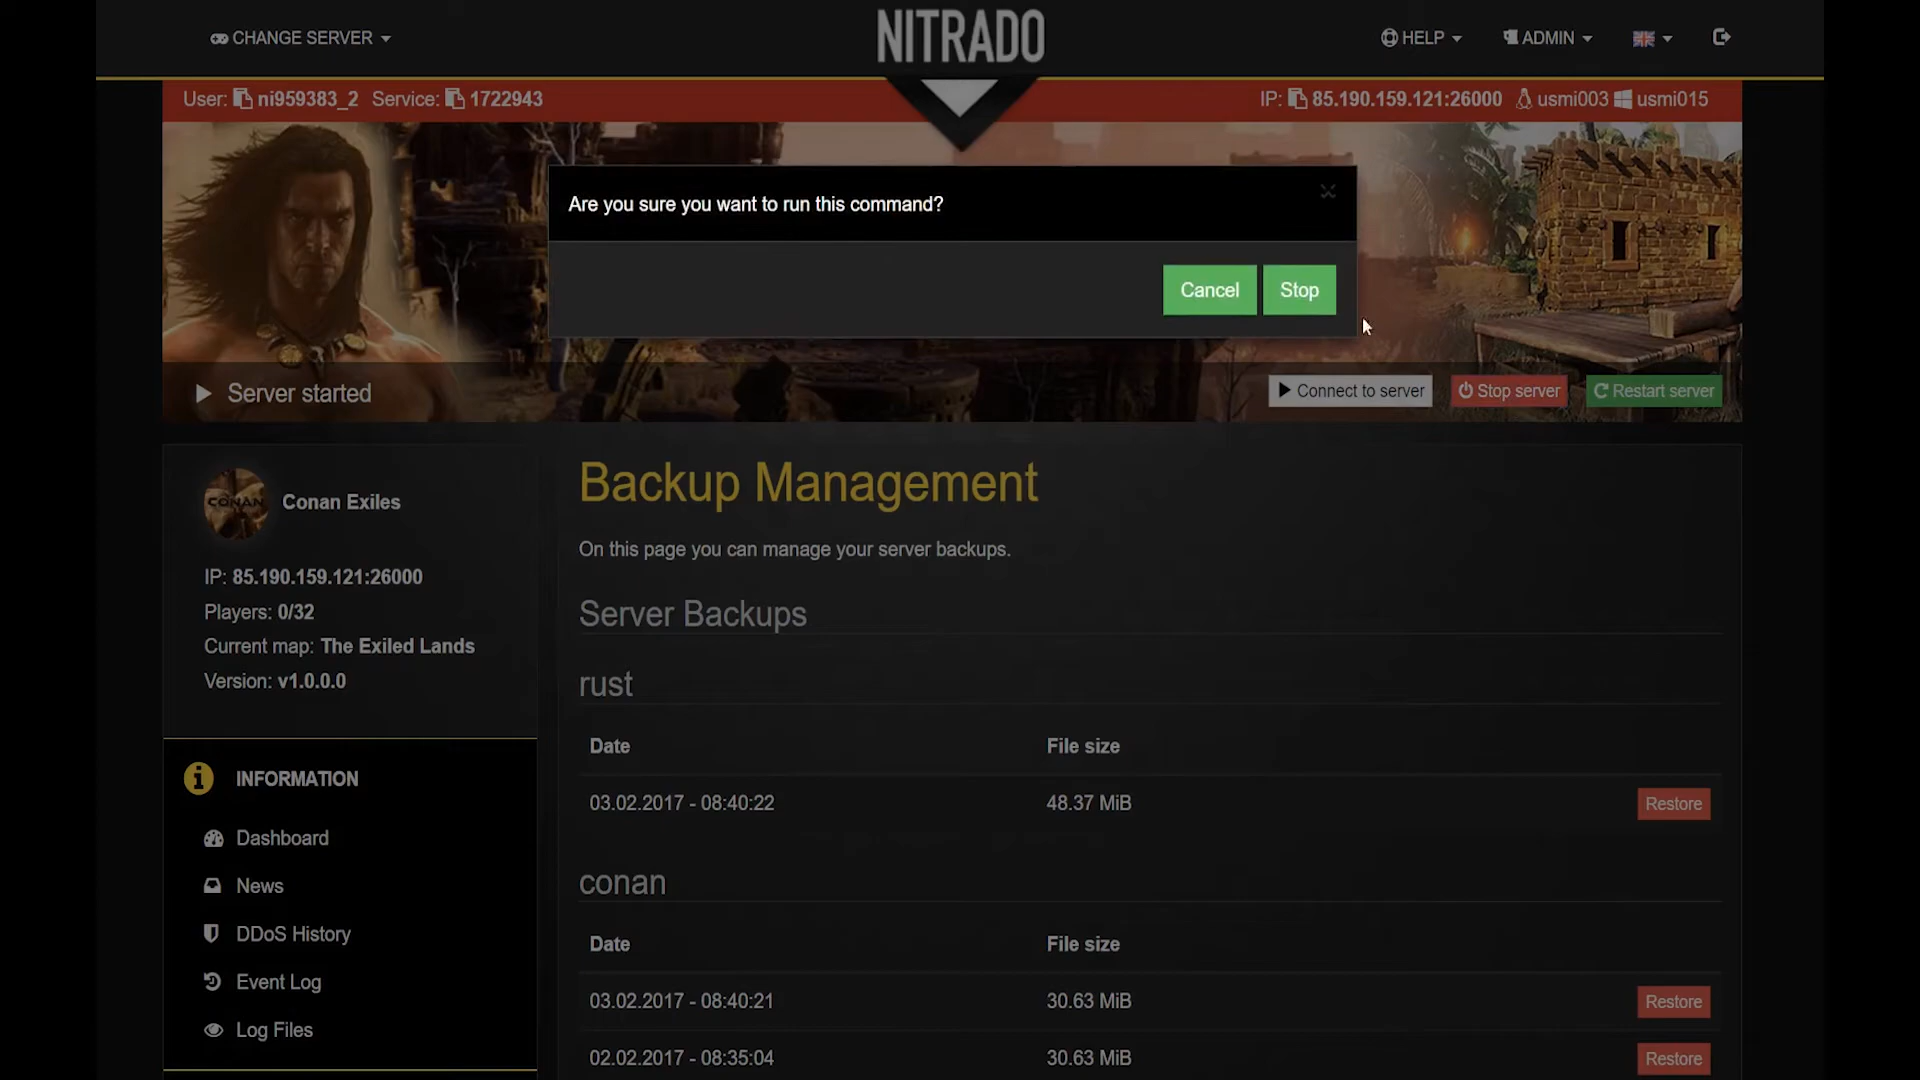 CHANGE SERVER
NITRADO
HELP
ADMIN
User: ni959383_2 Service: 1722943
IP: 85.190.159.121:26000 usmi003 usmi015
Are you sure you want to run this command?
Cancel
Stop
Server started
Connect to server
Stop server
Restart server
CONAN
Conan Exiles
IP: 85.190.159.121:26000
Players: 0/32
Current map: The Exiled Lands
Version: v1.0.0.0
INFORMATION
Dashboard
News
DDoS History
Event Log
Log Files
Backup Management
On this page you can manage your server backups.
Server Backups
rust
Date File size
03.02.2017 - 08:40:22 48.37 MiB Restore
conan
Date File size
03.02.2017 - 08:40:21 30.63 MiB Restore
02.02.2017 - 08:35:04 30.63 MiB Restore